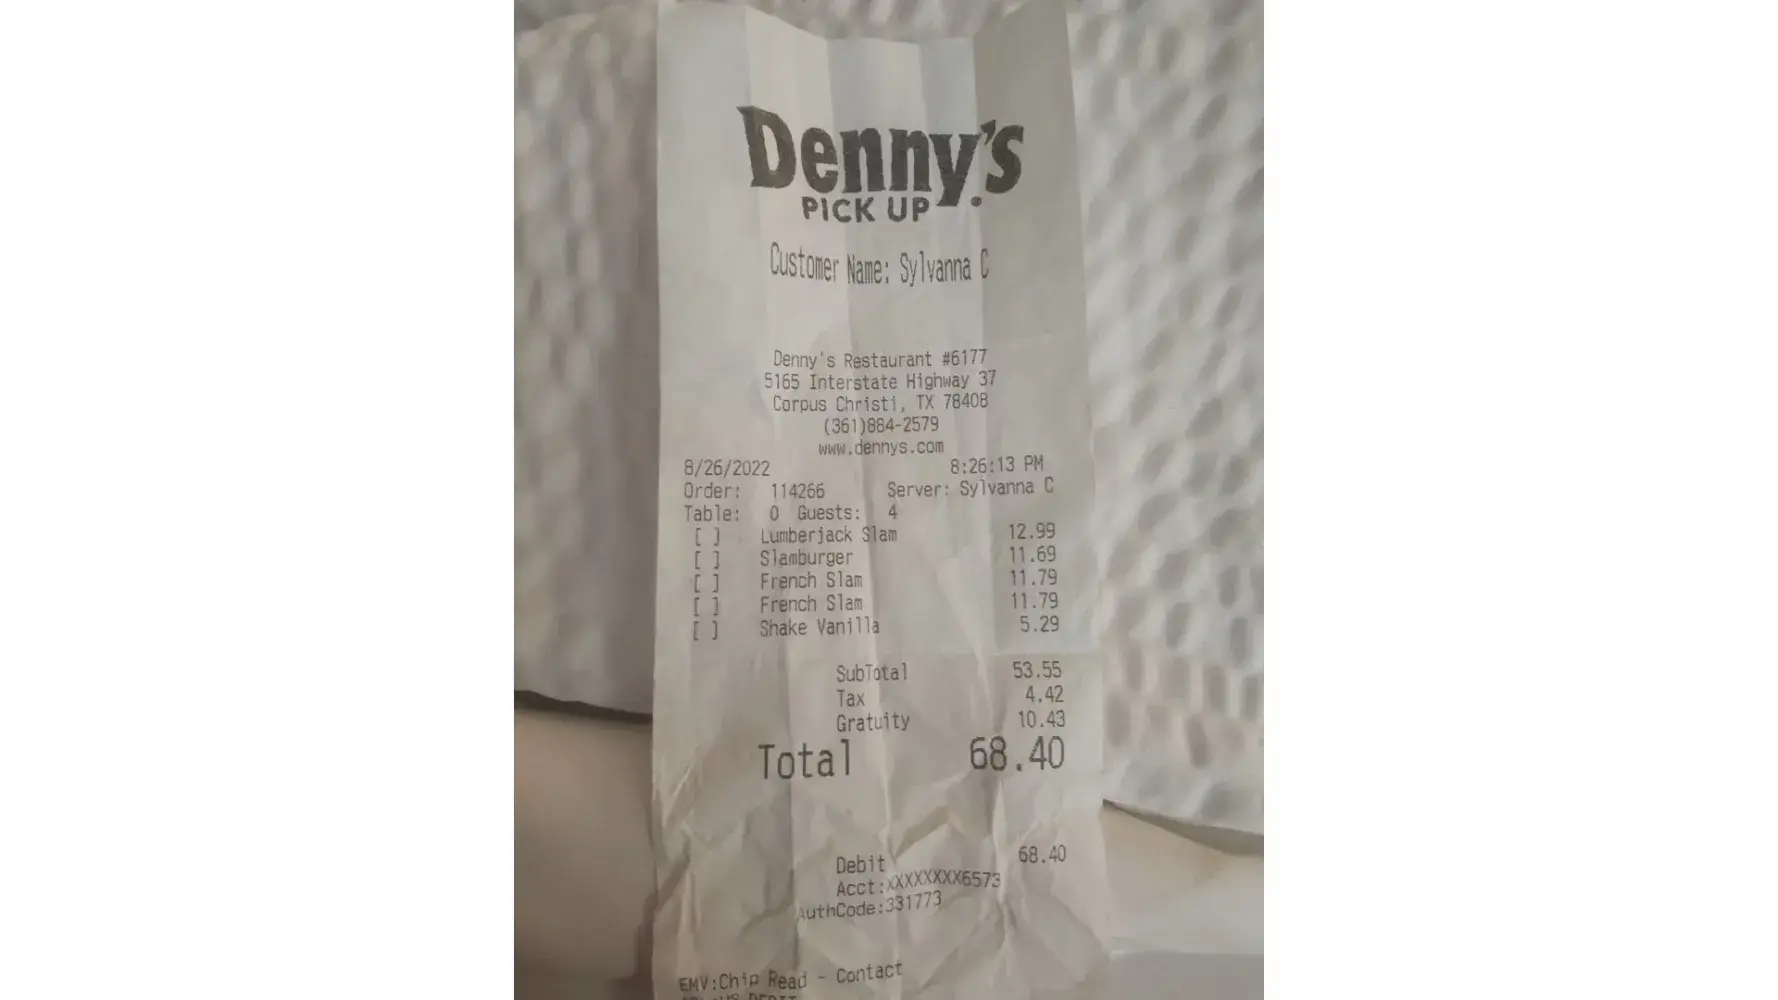 Denny's
PICK UP
Customer Name: Sylvanna C
Denny's Restaurant #6177
5165 Interstate Highway 37
Corpus Christi, TX 78408
(361)884-2579
www.dennys.com
8/26/2022 8:26:13 PM
Order: 114266 Server: Sylvanna C
Table: 0 Guests: 4
[ ] Lumberjack Slam 12.99
[ ] Slamburger 11.69
[ ] French Slam 11.79
[ ] French Slam 11.79
[ ] Shake Vanilla 5.29
SubTotal 53.55
Tax 4.42
Gratuity 10.43
Total 68.40
Debit 68.40
Acct:XXXXXXXX6573
AuthCode:331773
EMV:Chip Read - Contact